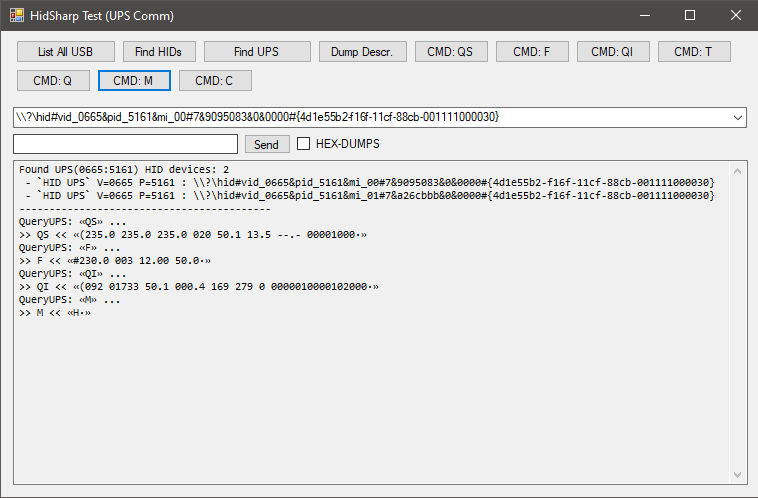 HidSharp Test (UPS Comm)
List All USB Find HIDs Find UPS Dump Descr. CMD: QS CMD: F CMD: QI CMD: T
CMD: Q CMD: M CMD: C
\\?\hid#vid_0665&pid_5161&mi_00#7&9095083&0&0000#{4d1e55b2-f16f-11cf-88cb-001111000030}
Send HEX-DUMPS
Found UPS(0665:5161) HID devices: 2
- `HID UPS` V=0665 P=5161 : \\?\hid#vid_0665&pid_5161&mi_00#7&9095083&0&0000#{4d1e55b2-f16f-11cf-88cb-001111000030}
- `HID UPS` V=0665 P=5161 : \\?\hid#vid_0665&pid_5161&mi_01#7&a26cbbb&0&0000#{4d1e55b2-f16f-11cf-88cb-001111000030}
------------------------------------------
QueryUPS: «QS» ...
>> QS << «(235.0 235.0 235.0 020 50.1 13.5 --.- 00001000·»
QueryUPS: «F» ...
>> F << «#230.0 003 12.00 50.0·»
QueryUPS: «QI» ...
>> QI << «(092 01733 50.1 000.4 169 279 0 0000010000102000·»
QueryUPS: «M» ...
>> M << «H·»